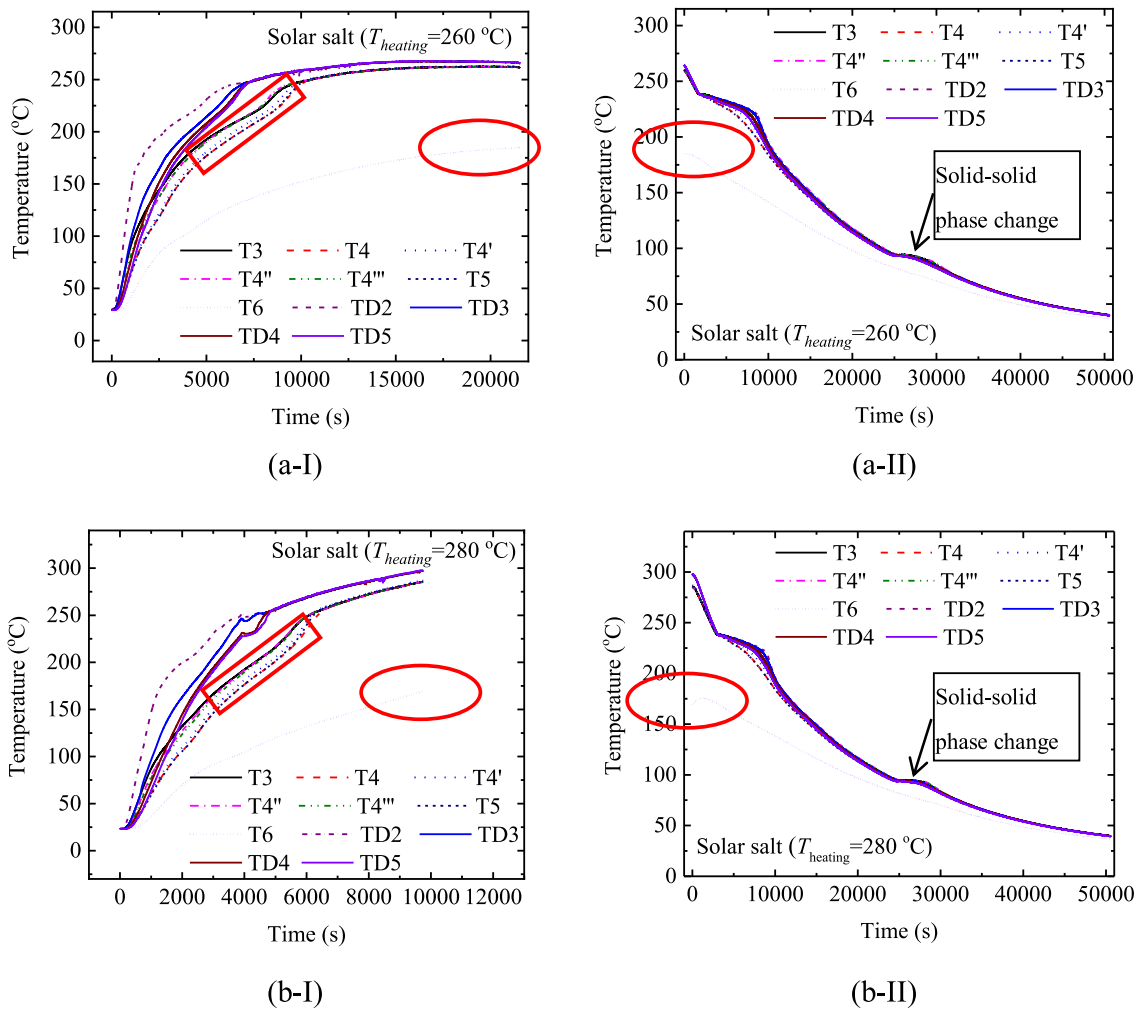 Solar salt (Theating=260 °C)
300
250
200
150
100
50
0
Temperature (°C)
T3 T4 T4'
T4" T4''' T5
T6 TD2 TD3
TD4 TD5
0 5000 10000 15000 20000
Time (s)
(a-I)
Solar salt (Theating=260 °C)
300
250
200
150
100
50
0
Temperature (°C)
T3 T4 T4'
T4" T4''' T5
T6 TD2 TD3
TD4 TD5
Solid-solid
phase change
0 10000 20000 30000 40000 50000
Time (s)
(a-II)
Solar salt (Theating=280 °C)
300
250
200
150
100
50
0
Temperature (°C)
T3 T4 T4'
T4" T4''' T5
T6 TD2 TD3
TD4 TD5
0 2000 4000 6000 8000 10000 12000
Time (s)
(b-I)
300
250
200
150
100
50
0
Temperature (°C)
T3 T4 T4'
T4" T4''' T5
T6 TD2 TD3
TD4 TD5
Solid-solid
phase change
Solar salt (Theating=280 °C)
0 10000 20000 30000 40000 50000
Time (s)
(b-II)